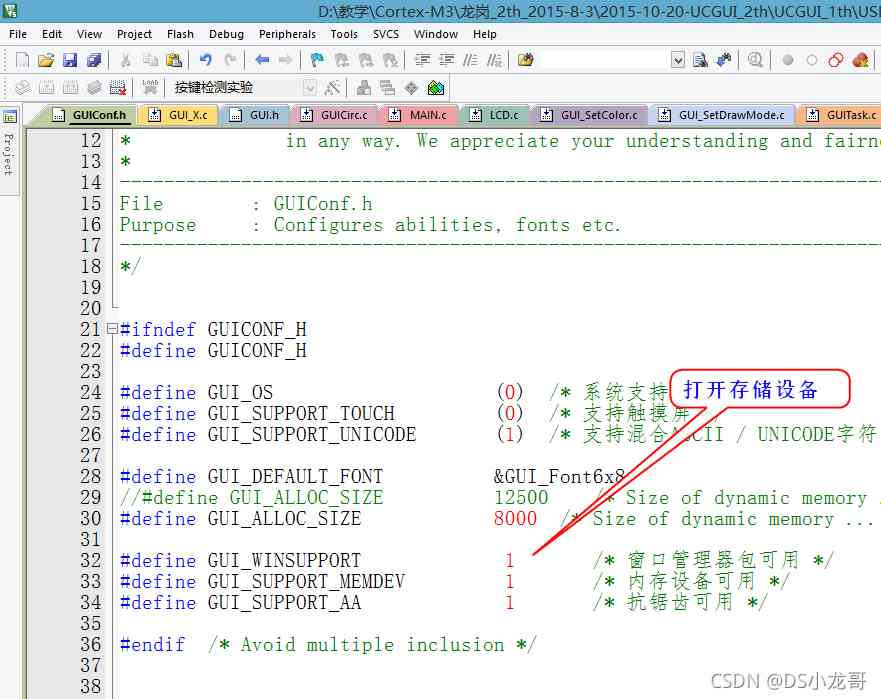 D:\教学\Cortex-M3\龙岗_2th_2015-8-3\2015-10-20-UCGUI_2th\UCGUI_1th\USI
File Edit View Project Flash Debug Peripherals Tools SVCS Window Help
按键检测实验
GUIConf.h GUI_X.c GUI.h GUICirc.c MAIN.c LCD.c GUI_SetColor.c GUI_SetDrawMode.c GUITask.c
Project
12 * in any way. We appreciate your understanding and fairne
13 *
14 ----------------------------------------------------------------------
15 File : GUIConf.h
16 Purpose : Configures abilities, fonts etc.
17 ----------------------------------------------------------------------
18 */
19
20
21 #ifndef GUICONF_H
22 #define GUICONF_H
23
24 #define GUI_OS (0) /* 系统支持
打开存储设备
25 #define GUI_SUPPORT_TOUCH (0) /* 支持触摸屏 */
26 #define GUI_SUPPORT_UNICODE (1) /* 支持混合ASCII / UNICODE字符
27
28 #define GUI_DEFAULT_FONT &GUI_Font6x8
29 //#define GUI_ALLOC_SIZE 12500 /* Size of dynamic memory .
30 #define GUI_ALLOC_SIZE 8000 /* Size of dynamic memory ...
31
32 #define GUI_WINSUPPORT 1 /* 窗口管理器包可用 */
33 #define GUI_SUPPORT_MEMDEV 1 /* 内存设备可用 */
34 #define GUI_SUPPORT_AA 1 /* 抗锯齿可用 */
35
36 #endif /* Avoid multiple inclusion */
37
38
CSDN @DS小龙哥